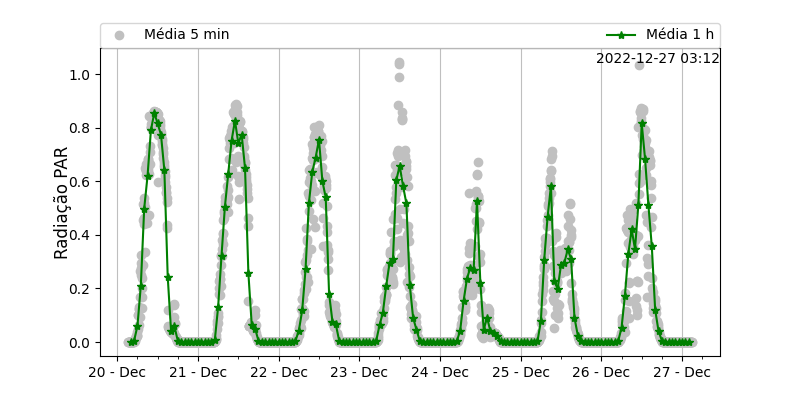 Média 5 min
Média 1 h
2022-12-27 03:12
Radiação PAR
1.0
0.8
0.6
0.4
0.2
0.0
20 - Dec
21 - Dec
22 - Dec
23 - Dec
24 - Dec
25 - Dec
26 - Dec
27 - Dec